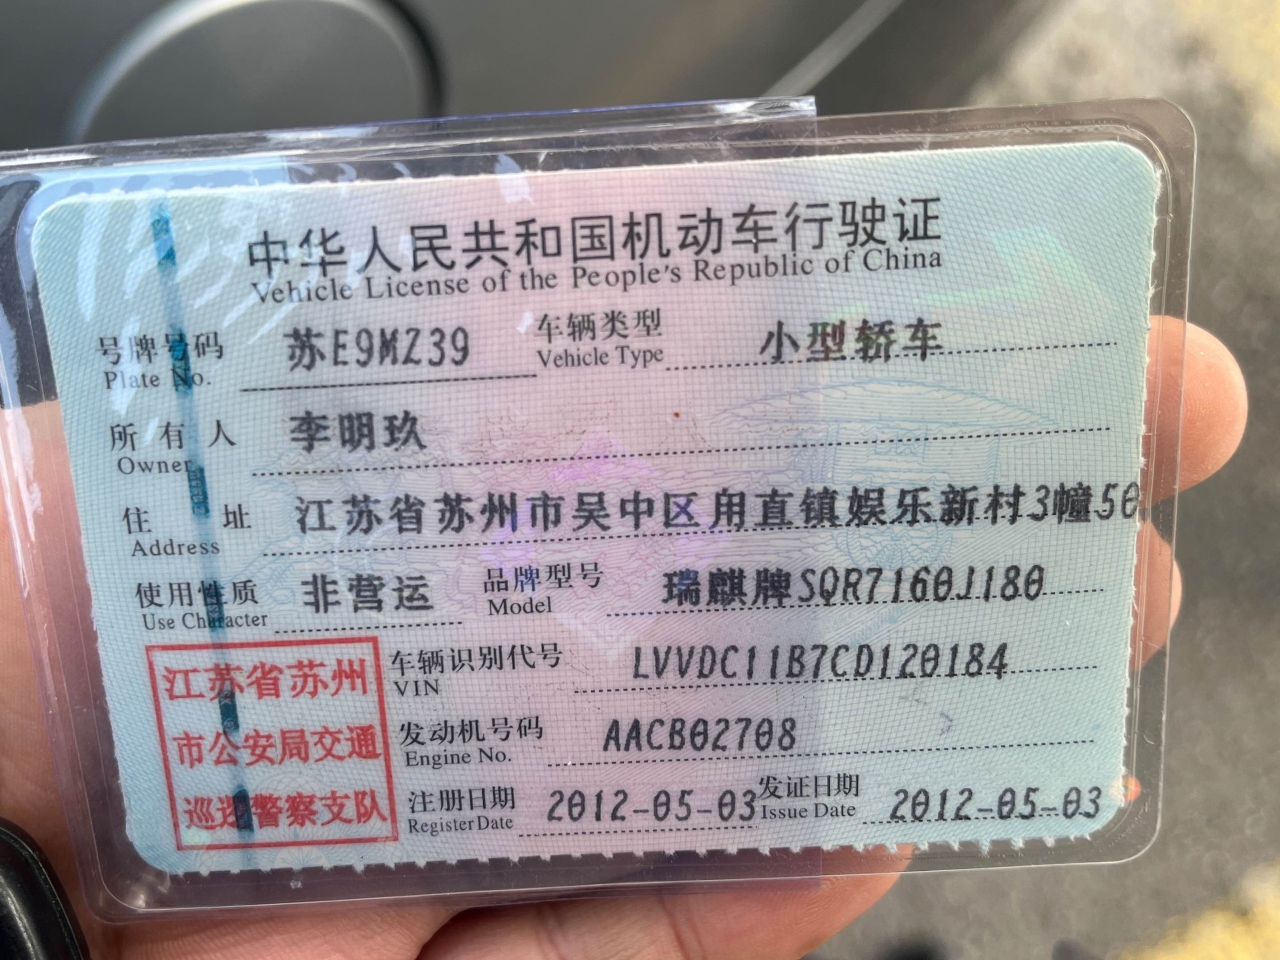 中华人民共和国机动车行驶证
Vehicle License of the People's Republic of China
号牌号码 苏E9MZ39 车辆类型 小型轿车
Plate No. Vehicle Type
所有人 李明玖
Owner
住址 江苏省苏州市吴中区甪直镇娱乐新村3幢50
Address
使用性质 非营运 品牌型号 瑞麒牌SQR7160J180
Use Character Model
江苏省苏州
市公安局交通
巡逻警察支队
车辆识别代号 LVVDC11B7CD120184
VIN
发动机号码 AACB02708
Engine No.
注册日期 2012-05-03 发证日期 2012-05-03
Register Date Issue Date